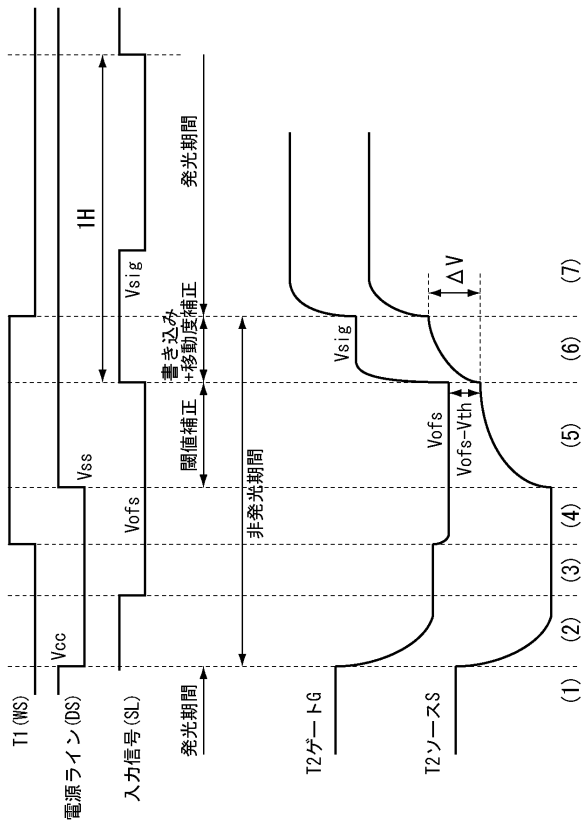 T1(WS)
電源ライン(DS)
Vcc
Vss
入力信号(SL)
Vofs
Vsig
1H
発光期間
閾値補正
書き込み
+移動度補正
発光期間
非発光期間
T2ゲートG
Vofs
Vsig
T2ソースS
Vofs-Vth
ΔV
(1)
(2)
(3)
(4)
(5)
(6)
(7)